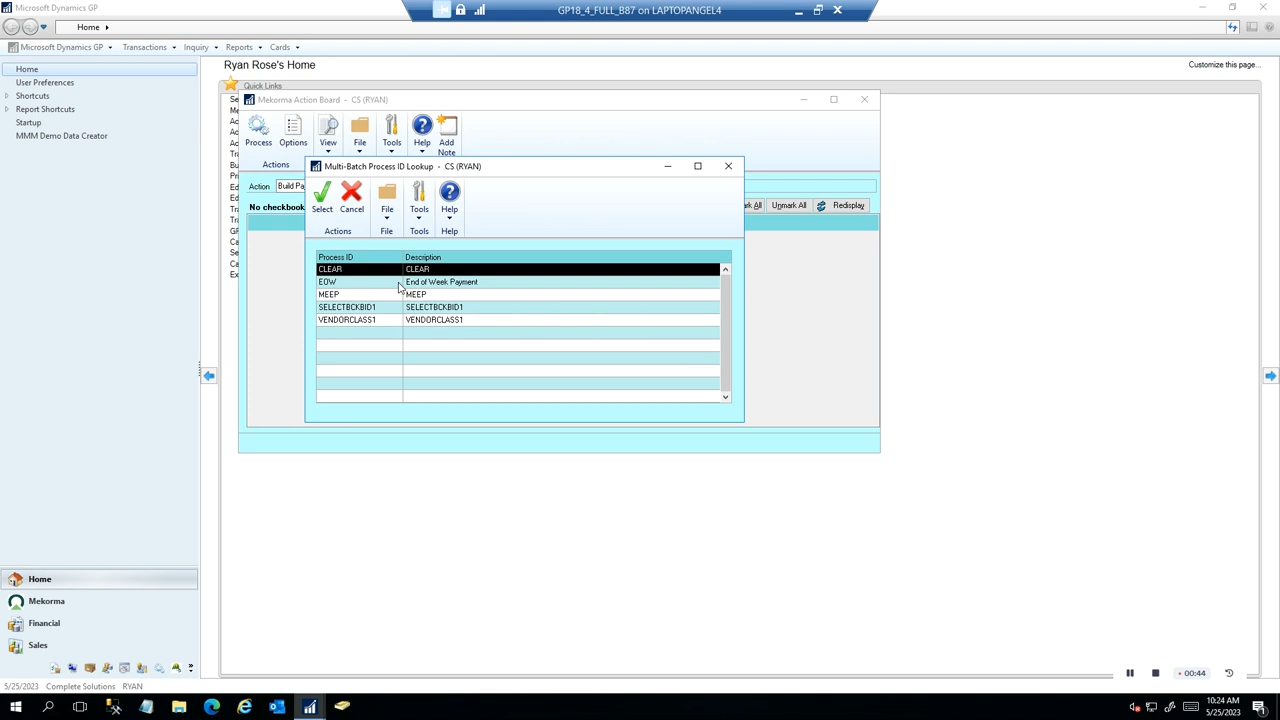 Microsoft Dynamics GP
GP18_4_FULL_B87 on LAPTOPANGEL4
Home
Microsoft Dynamics GP Transactions Inquiry Reports Cards
Home
User Preferences
Shortcuts
Report Shortcuts
Startup
MMM Demo Data Creator
Ryan Rose's Home
Customize this page...
Quick Links
Mekorma Action Board - CS (RYAN)
Process Options View File Tools Help Add Note
Actions
Action Build Pa
No checkbook
Unmark All Redisplay
Multi-Batch Process ID Lookup - CS (RYAN)
Select Cancel File Tools Help
Actions File Tools Help
Process ID Description
CLEAR CLEAR
EOW End of Week Payment
MEEP MEEP
SELECTBCKBID1 SELECTBCKBID1
VENDORCLASS1 VENDORCLASS1
Home
Mekorma
Financial
Sales
5/25/2023 Complete Solutions RYAN
00:44
10:24 AM
5/25/2023